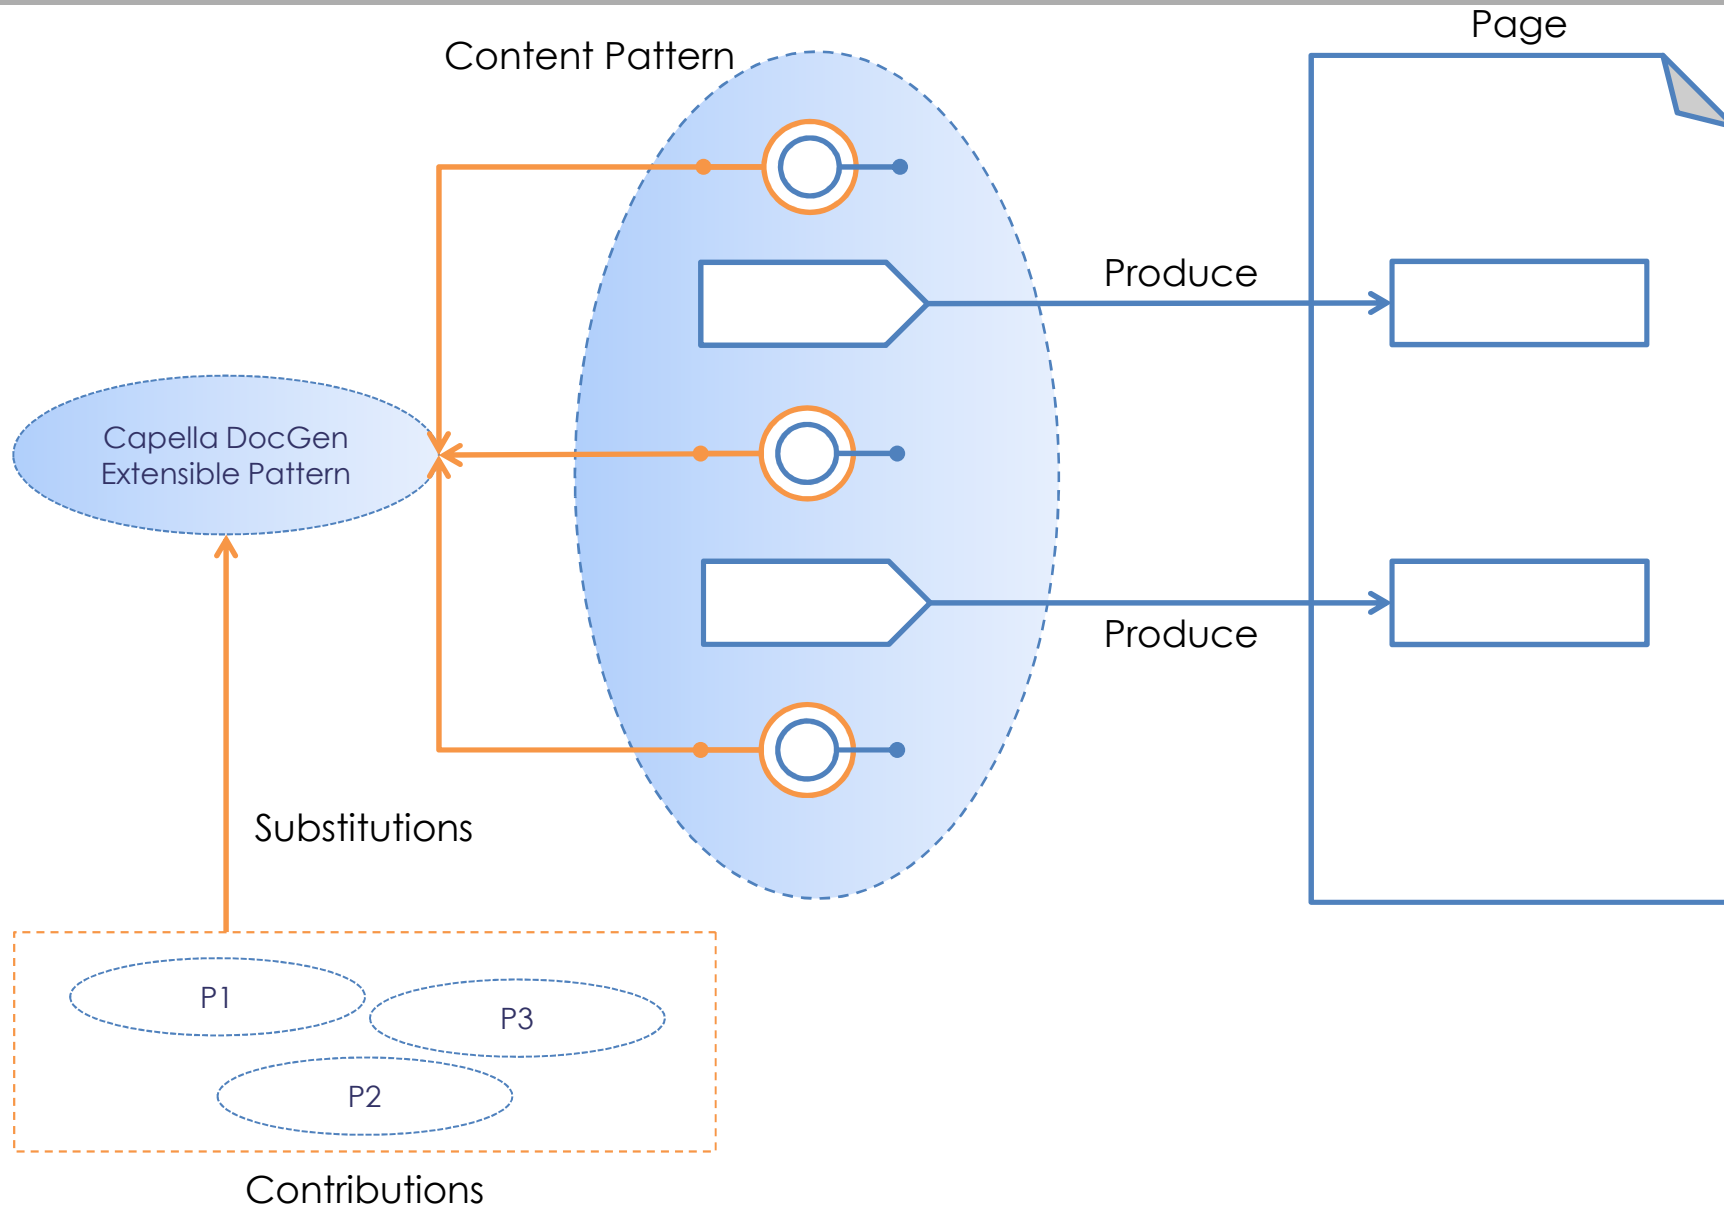 Page
Content Pattern
Produce
Capella DocGen
Extensible Pattern
Produce
Substitutions
P1
P3
P2
Contributions